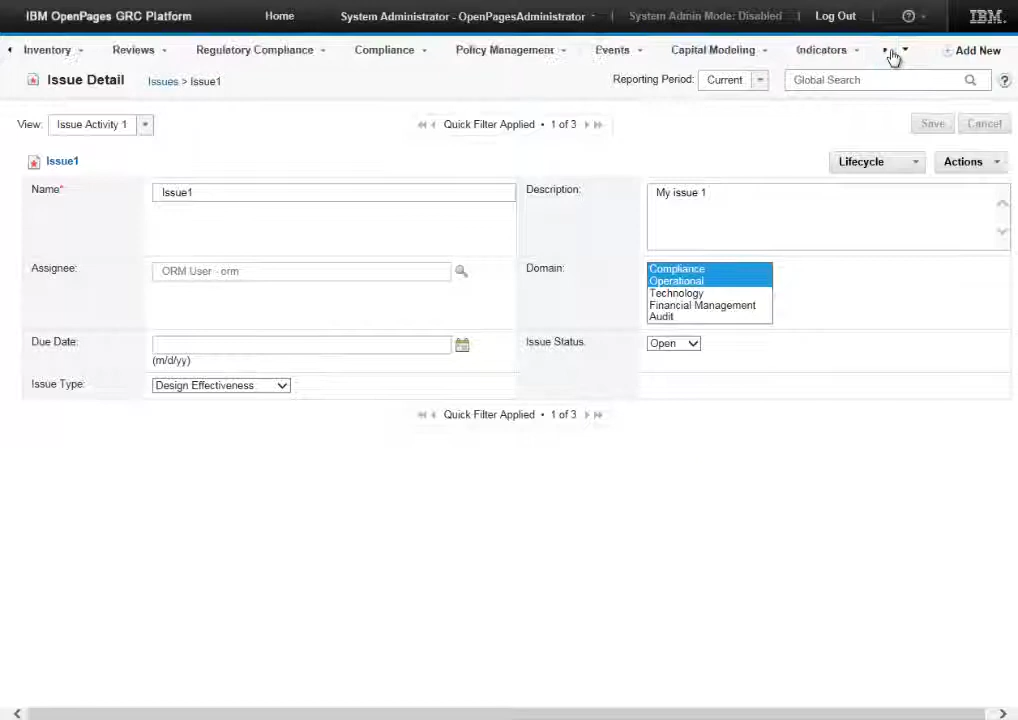 IBM OpenPages GRC Platform Home System Administrator - OpenPagesAdministrator | System Admin Mode: Disabled | Log Out | IBM.
Inventory Reviews Regulatory Compliance Compliance Policy Management Events Capital Modeling Indicators Add New
Issue Detail Issues > Issue1 Reporting Period: Current Global Search
View: Issue Activity 1 Quick Filter Applied • 1 of 3 Save Cancel
Issue1 Lifecycle Actions
Name* Issue1 Description: My issue 1
Assignee: ORM User - orm Domain: Compliance
Operational
Technology
Financial Management
Audit
Due Date: Issue Status: Open
(m/d/yy)
Issue Type: Design Effectiveness
Quick Filter Applied • 1 of 3